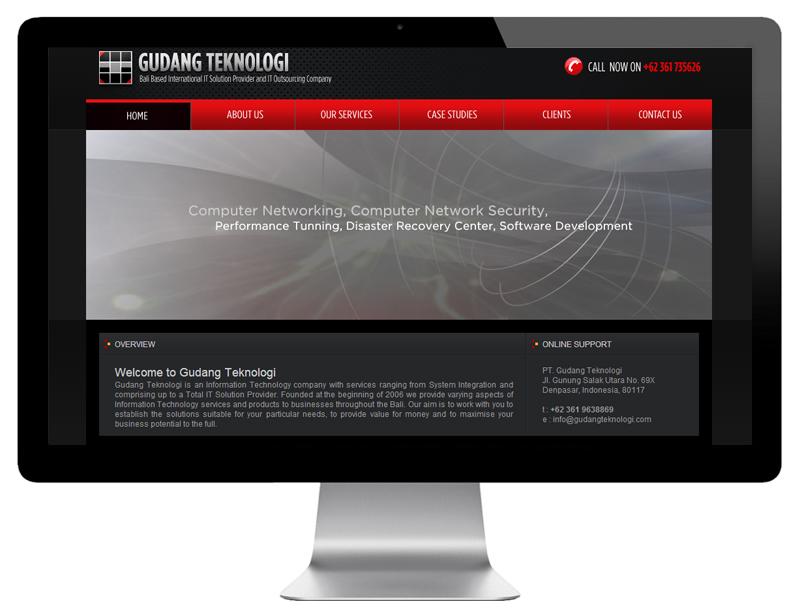 GUDANG TEKNOLOGI
Bali Based International IT Solution Provider and IT Outsourcing Company
CALL NOW ON +62 361 735626
HOME
ABOUT US
OUR SERVICES
CASE STUDIES
CLIENTS
CONTACT US
Computer Networking, Computer Network Security,
Performance Tunning, Disaster Recovery Center, Software Development
OVERVIEW
Welcome to Gudang Teknologi
Gudang Teknologi is an Information Technology company with services ranging from System Integration and
comprising up to a Total IT Solution Provider. Founded at the beginning of 2006 we provide varying aspects of
Information Technology services and products to businesses throughout the Bali. Our aim is to work with you to
establish the solutions suitable for your particular needs, to provide value for money and to maximise your
business potential to the full.
ONLINE SUPPORT
PT. Gudang Teknologi
Jl. Gunung Salak Utara No. 69X
Denpasar, Indonesia, 80117
t : +62 361 9638869
e : info@gudangteknologi.com